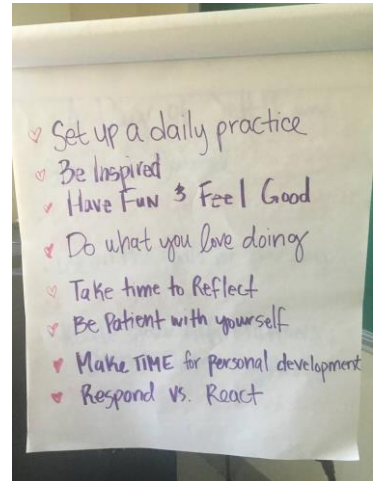 ♡ Set up a daily practice
♡ Be Inspired
♥ Have FUN & Feel Good
♥ Do what you love doing
♡ Take time to Reflect
♥ Be Patient with yourself
♥ Make TIME for personal development
♥ Respond vs. React